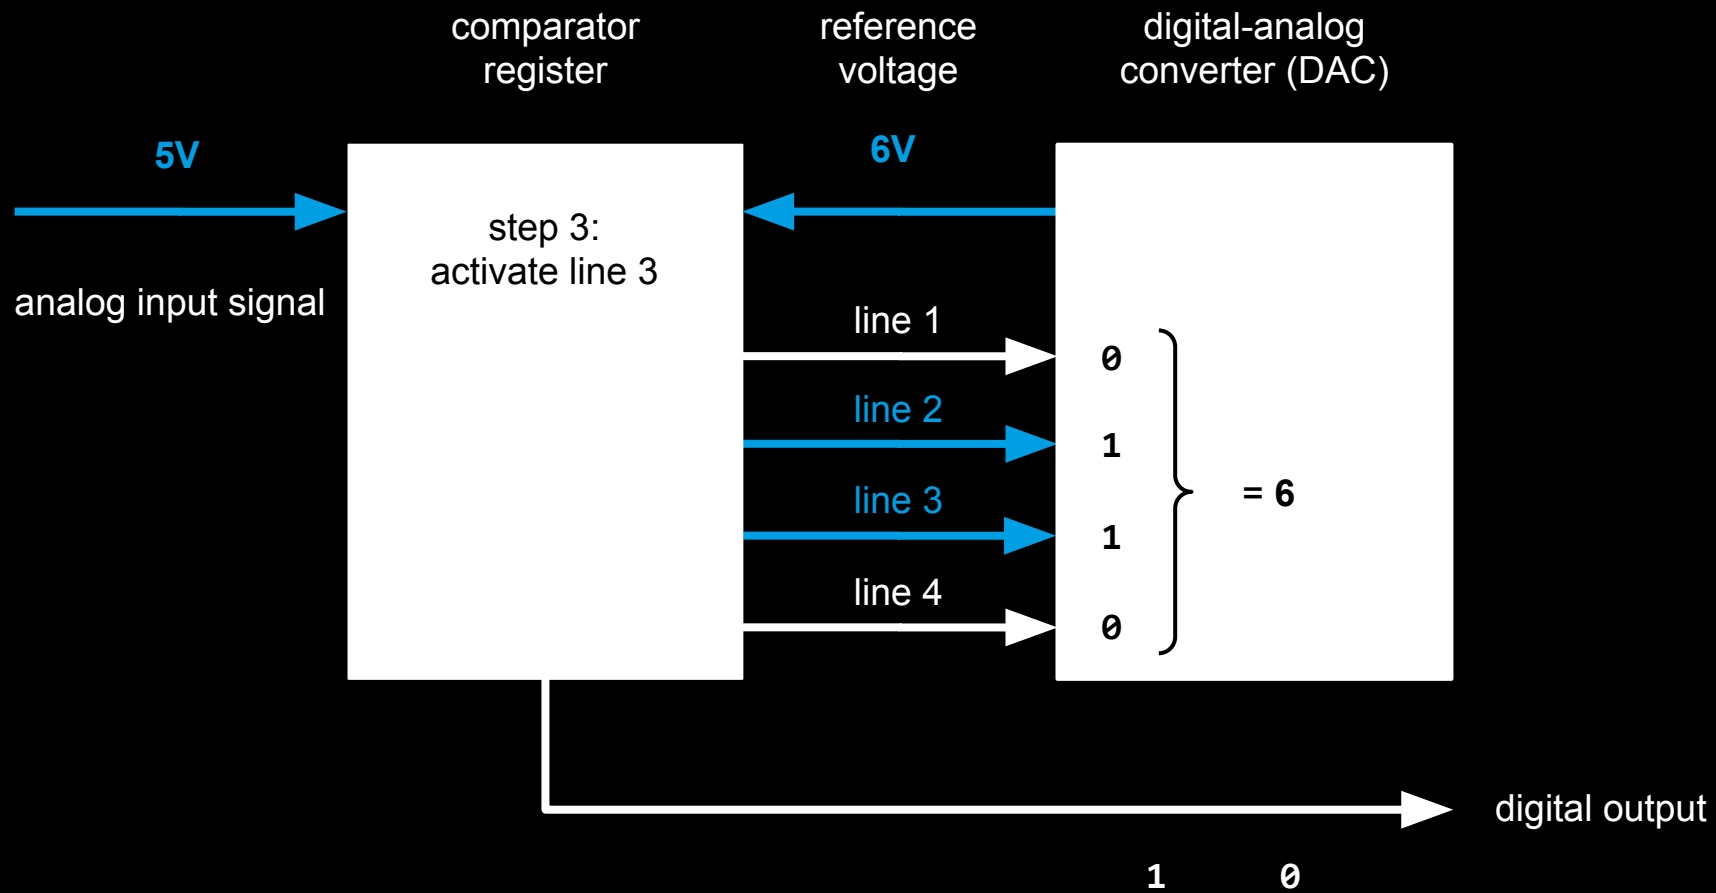 comparator
register
reference
voltage
digital-analog
converter (DAC)
5V
6V
step 3:
activate line 3
analog input signal
line 1
0
line 2
1
line 3
= 6
1
line 4
0
digital output
1 0